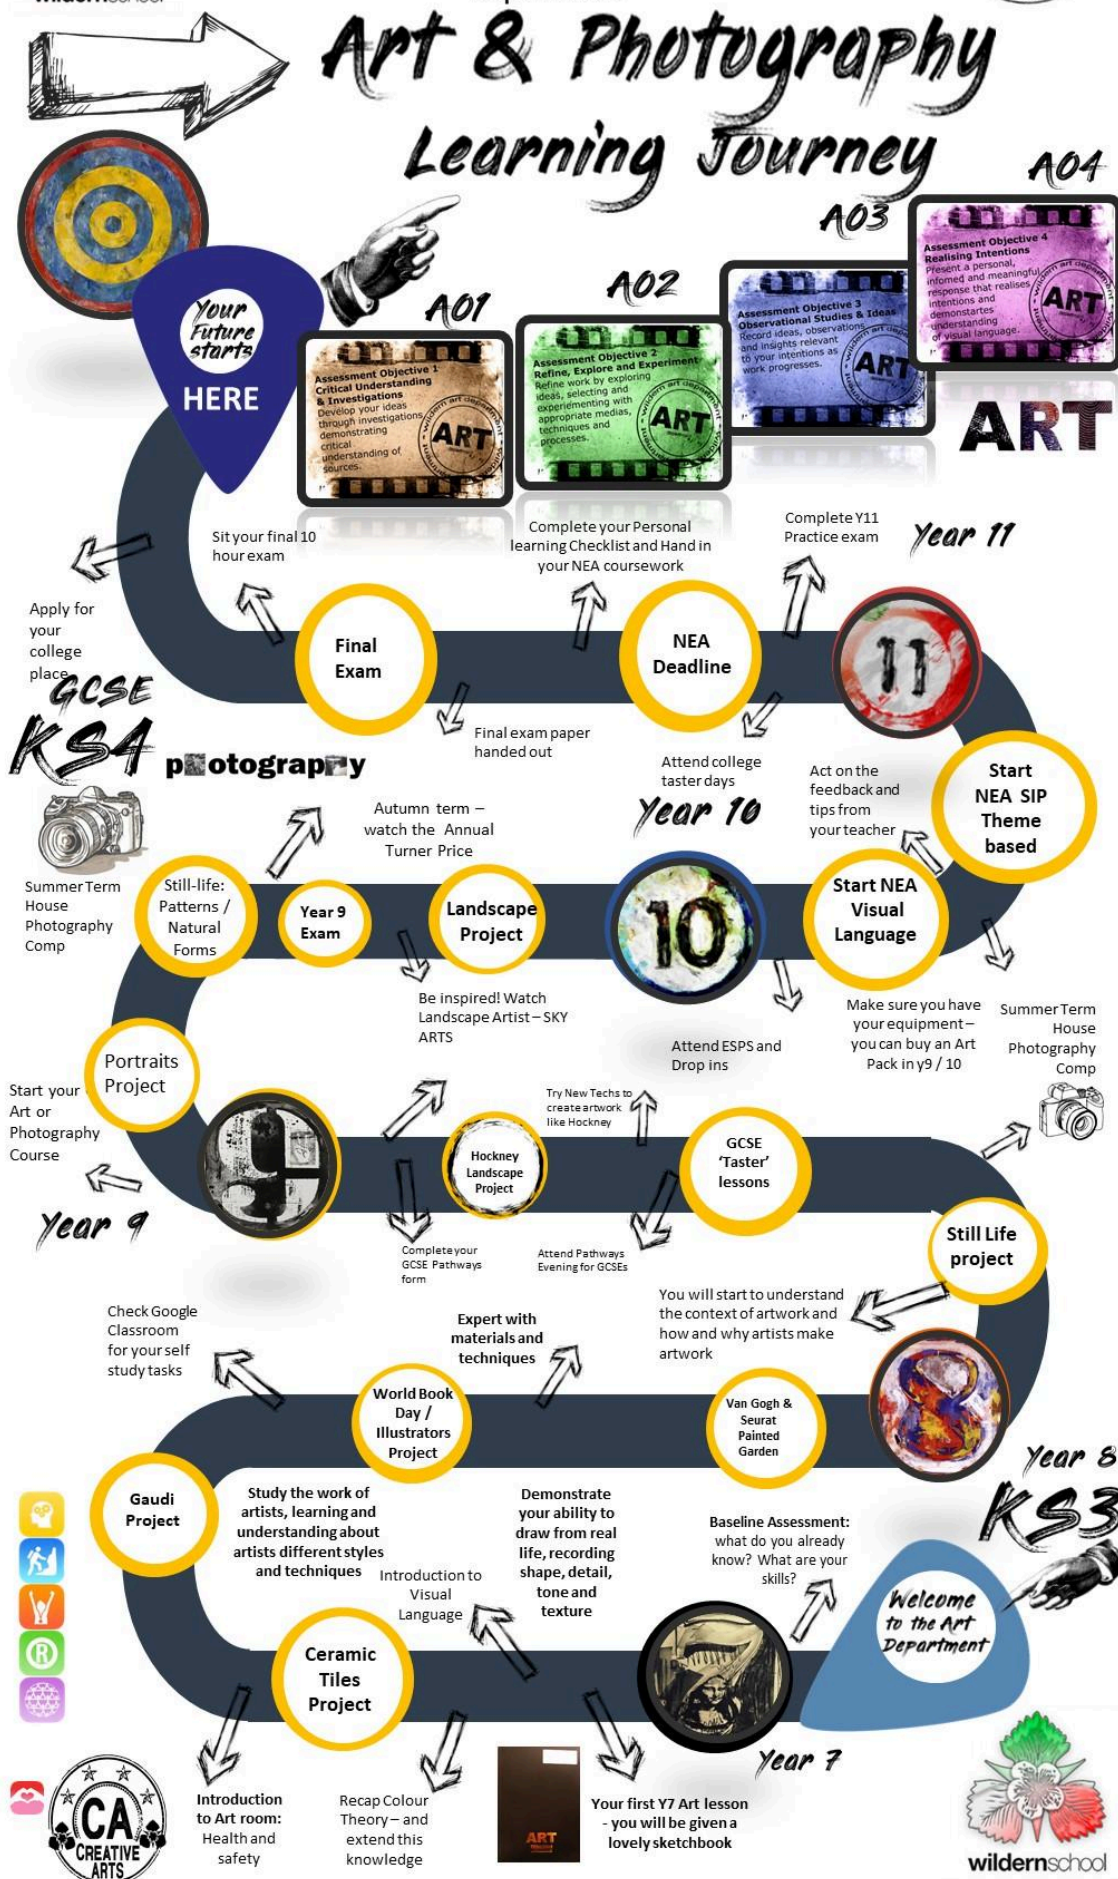 wildernschool
Art & Photography
Learning Journey
A04
A03
A02
A01
Assessment Objective 4
Realising Intentions
Present a personal,
infomed and meaningful
response that realises
intentions and
demonstartes
understanding
of visual language.
ART
Assessment Objective 3
Observational Studies & Ideas
Record ideas, observations
and insights relevant
to your intentions as
work progresses.
ART
Assessment Objective 2
Refine, Explore and Experiment
Refine work by exploring
ideas, selecting and
experiementing with
appropriate medias,
techniques and
processes.
ART
Assessment Objective 1
Critical Understanding
& Investigations
Develop your ideas
through investigations
demonstrating
critical
understanding of
sources.
ART
ART
Your
Future
starts
HERE
Sit your final 10
hour exam
Complete your Personal
learning Checklist and Hand in
your NEA coursework
Complete Y11
Practice exam
Year 11
Apply for
your
college
place
Final
Exam
NEA
Deadline
11
GCSE
KS4
photography
Final exam paper
handed out
Attend college
taster days
Act on the
feedback and
tips from
your teacher
Start
NEA SIP
Theme
based
Year 10
Autumn term –
watch the Annual
Turner Price
Summer Term
House
Photography
Comp
Still-life:
Patterns /
Natural
Forms
Year 9
Exam
Landscape
Project
10
Start NEA
Visual
Language
Be inspired! Watch
Landscape Artist – SKY
ARTS
Attend ESPS and
Drop ins
Make sure you have
your equipment –
you can buy an Art
Pack in y9 / 10
Summer Term
House
Photography
Comp
Portraits
Project
Start your
Art or
Photography
Course
Year 9
9
Try New Techs to
create artwork
like Hockney
Hockney
Landscape
Project
GCSE
‘Taster’
lessons
Still Life
project
Complete your
GCSE Pathways
form
Attend Pathways
Evening for GCSEs
You will start to understand
the context of artwork and
how and why artists make
artwork
Check Google
Classroom
for your self
study tasks
Expert with
materials and
techniques
World Book
Day /
Illustrators
Project
Van Gogh &
Seurat
Painted
Garden
8
Year 8
KS3
Gaudi
Project
Study the work of
artists, learning and
understanding about
artists different styles
and techniques
Demonstrate
your ability to
draw from real
life, recording
shape, detail,
tone and
texture
Baseline Assessment:
what do you already
know? What are your
skills?
Introduction to
Visual
Language
Welcome
to the Art
Department
Ceramic
Tiles
Project
Year 7
Introduction
to Art room:
Health and
safety
Recap Colour
Theory – and
extend this
knowledge
ART
Your first Y7 Art lesson
- you will be given a
lovely sketchbook
®
CA
CREATIVE
ARTS
wildernschool